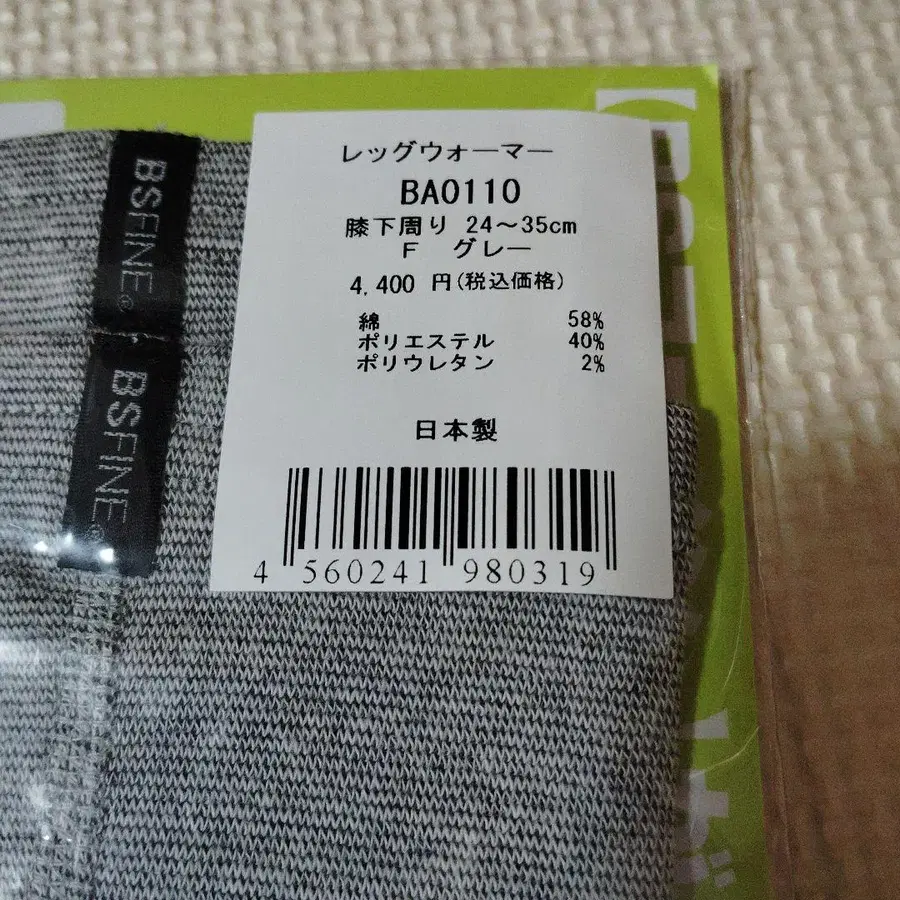 BSFINE
BSFINE
レッグウォーマー
BA0110
膝下周り 24〜35cm
F グレー
4,400 円(税込価格)
綿 58%
ポリエステル 40%
ポリウレタン 2%
日本製
4 560241 980319